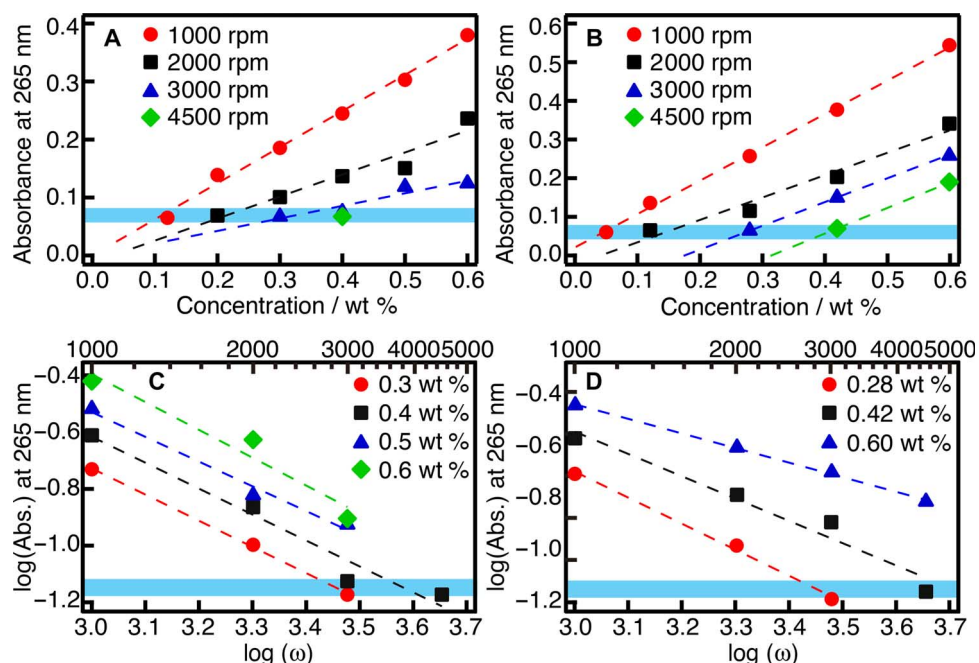 A
1000 rpm
2000 rpm
3000 rpm
4500 rpm
Absorbance at 265 nm
0.4
0.3
0.2
0.1
0.0
0.0 0.1 0.2 0.3 0.4 0.5 0.6
Concentration / wt %
B
1000 rpm
2000 rpm
3000 rpm
4500 rpm
Absorbance at 265 nm
0.6
0.4
0.3
0.2
0.1
0.0
0.0 0.1 0.2 0.3 0.4 0.5 0.6
Concentration / wt %
1000 2000 3000 40005000
C
0.3 wt %
0.4 wt %
0.5 wt %
0.6 wt %
log(Abs.) at 265 nm
−0.4
−0.6
−0.8
−1.0
−1.2
3.0 3.1 3.2 3.3 3.4 3.5 3.6 3.7
log (ω)
1000 2000 3000 40005000
D
0.28 wt %
0.42 wt %
0.60 wt %
log(Abs.) at 265 nm
−0.4
−0.6
−0.8
−1.0
−1.2
3.0 3.1 3.2 3.3 3.4 3.5 3.6 3.7
log (ω)